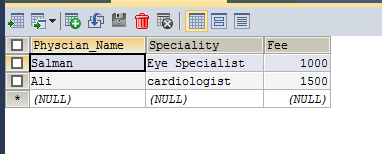 Physcian_Name Speciality Fee
Salman Eye Specialist 1000
Ali cardiologist 1500
* (NULL) (NULL) (NULL)